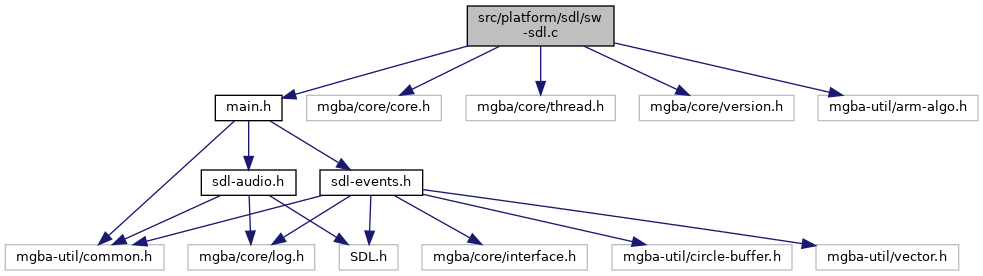 src/platform/sdl/sw
-sdl.c
main.h
mgba/core/core.h
mgba/core/thread.h
mgba/core/version.h
mgba-util/arm-algo.h
sdl-audio.h
sdl-events.h
mgba-util/common.h
mgba/core/log.h
SDL.h
mgba/core/interface.h
mgba-util/circle-buffer.h
mgba-util/vector.h